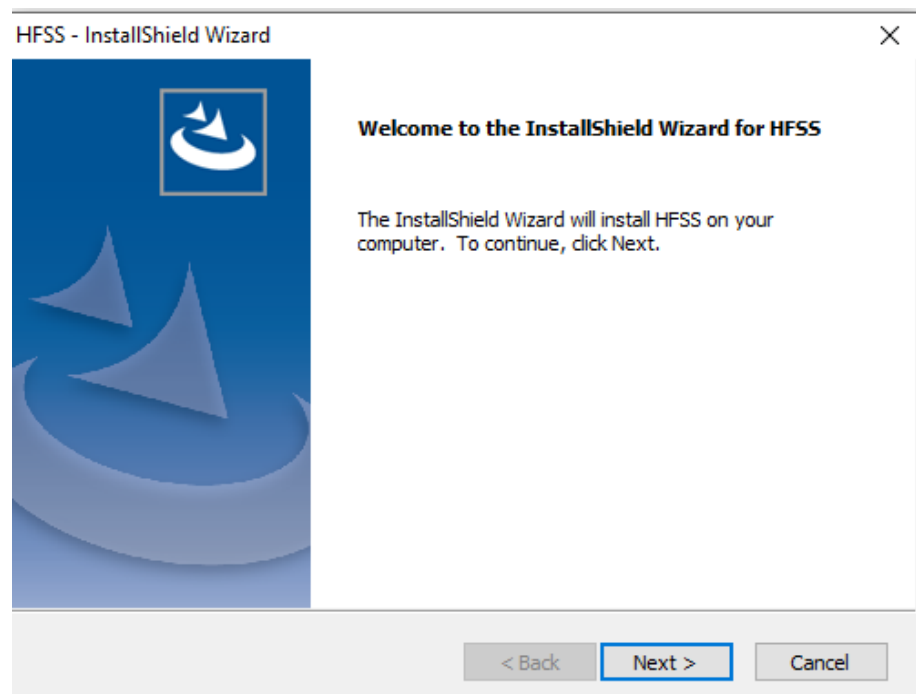 HFSS - InstallShield Wizard
Welcome to the InstallShield Wizard for HFSS
The InstallShield Wizard will install HFSS on your
computer. To continue, click Next.
< Back
Next >
Cancel